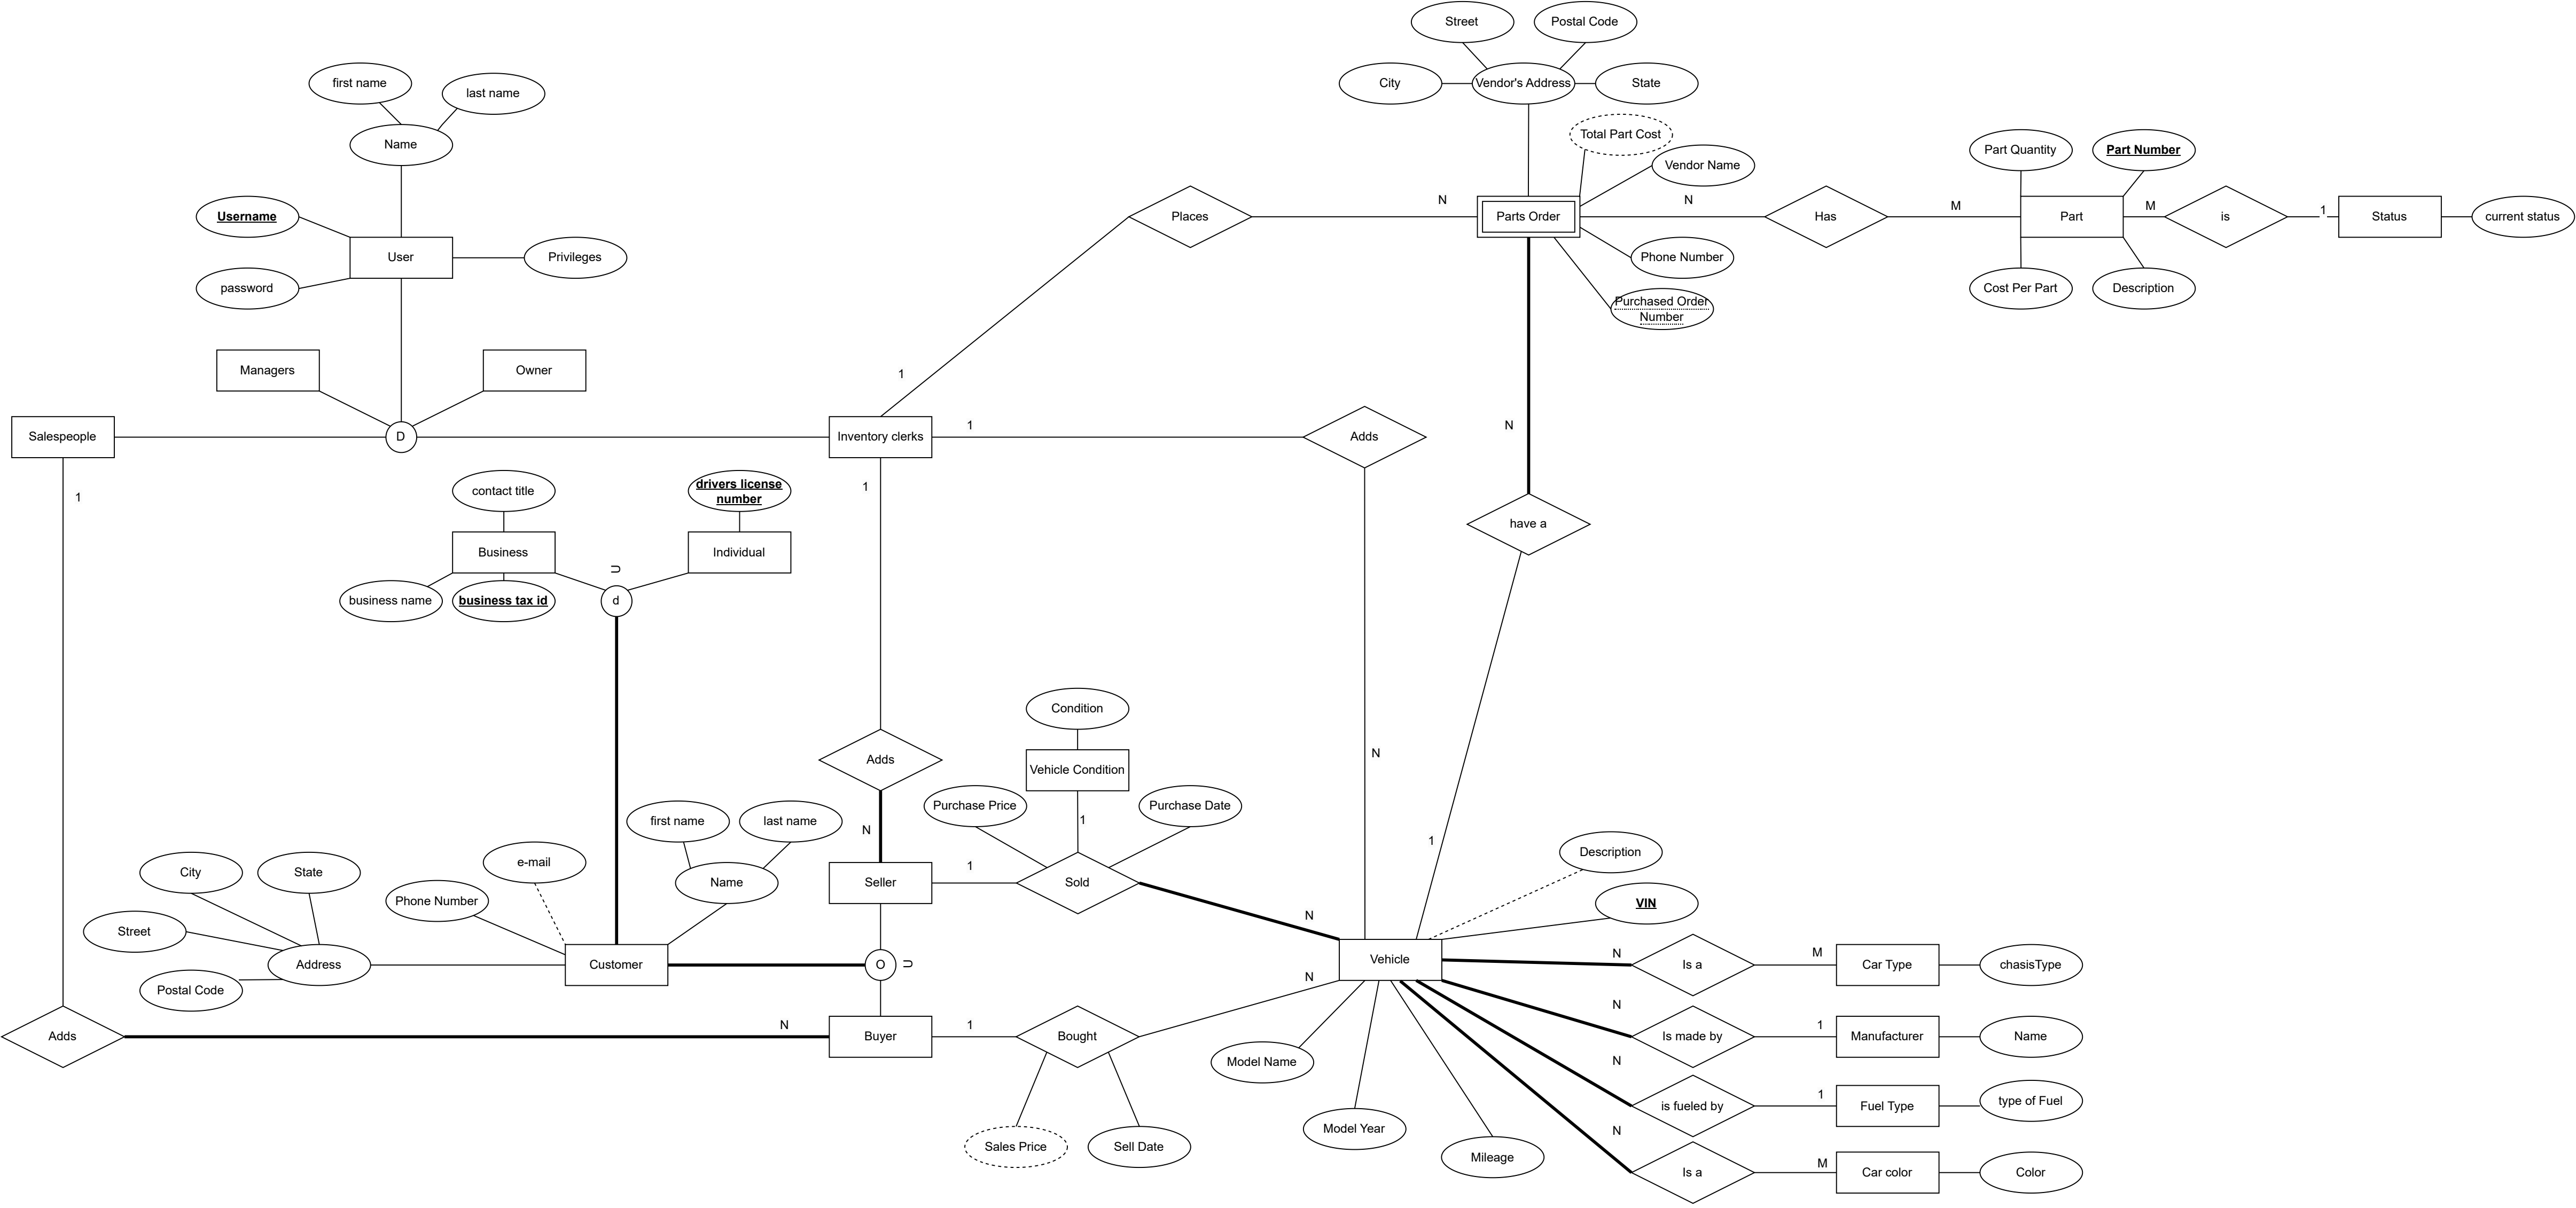 Street
Postal Code
City
Vendor's Address
State
first name
last name
Name
Total Part Cost
Vendor Name
Part Quantity
Part Number
Username
Places
N
Parts Order
N
Has
M
Part
M
is
1
Status
current status
User
Privileges
password
Phone Number
Purchased Order
Number
Cost Per Part
Description
Managers
Owner
1
Salespeople
D
Inventory clerks
1
Adds
N
1
contact title
drivers license
number
1
have a
Business
Individual
U
business name
business tax id
d
Condition
N
Vehicle Condition
Adds
Purchase Price
Purchase Date
1
first name
last name
N
1
Description
e-mail
City
State
Phone Number
Name
Seller
1
Sold
VIN
N
Street
Address
Customer
O
U
Vehicle
N
Is a
M
Car Type
chasisType
Postal Code
N
N
Adds
N
Buyer
1
Bought
Is made by
1
Manufacturer
Name
Model Name
N
is fueled by
1
Fuel Type
type of Fuel
Model Year
N
Sales Price
Sell Date
Mileage
Is a
M
Car color
Color